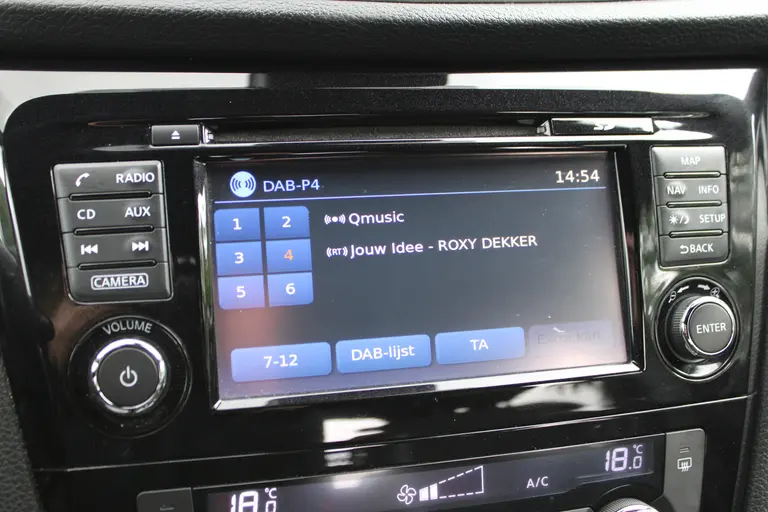 RADIO
CD AUX
CAMERA
VOLUME
DAB-P4 14:54
1 2
3 4
5 6
Qmusic
(RT) Jouw Idee - ROXY DEKKER
7-12 DAB-lijst TA
MAP
NAV INFO
SETUP
BACK
ENTER
18°C
A/C
18.0°C